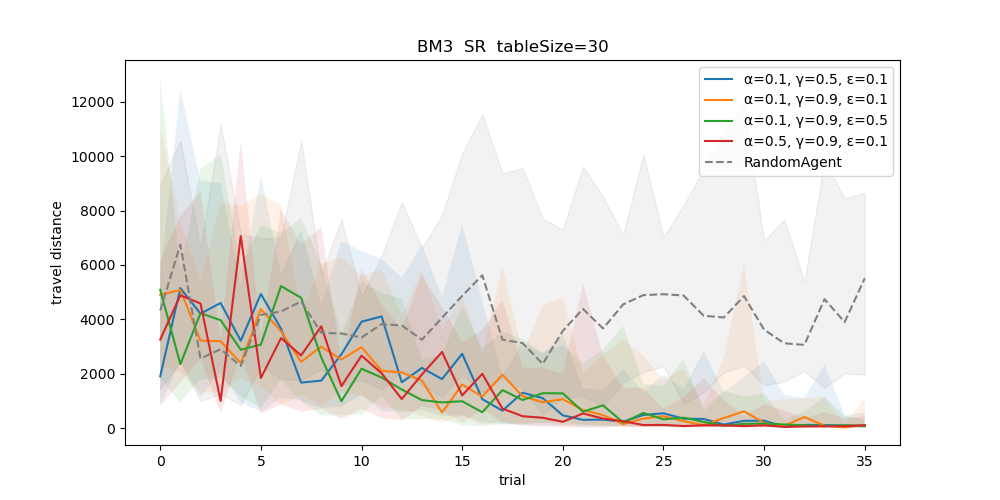 BM3 SR tableSize=30
travel distance
12000
10000
8000
6000
4000
2000
0
α=0.1, γ=0.5, ε=0.1
α=0.1, γ=0.9, ε=0.1
α=0.1, γ=0.9, ε=0.5
α=0.5, γ=0.9, ε=0.1
RandomAgent
0 5 10 15 20 25 30 35
trial